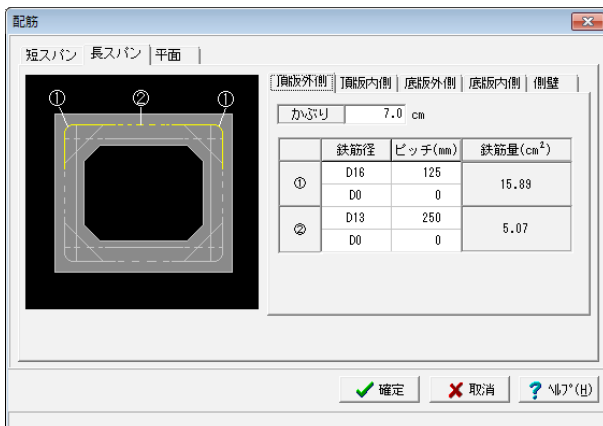 配筋
短スパン 長スパン 平面
頂版外側 頂版内側 底版外側 底版内側 側壁
① ② ①
かぶり 7.0 cm
鉄筋径 ピッチ(mm) 鉄筋量(cm²)
① D16 125 15.89
D0 0
② D13 250 5.07
D0 0
確定 取消 ? ﾍﾙﾌﾟ(H)